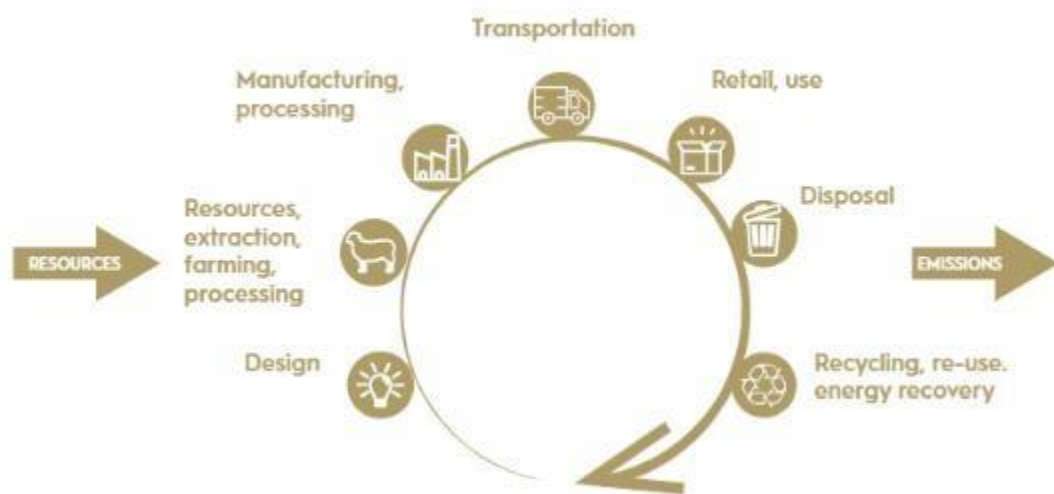 Transportation
Manufacturing,
processing
Retail, use
Resources,
extraction,
farming,
processing
Disposal
RESOURCES
EMISSIONS
Design
Recycling, re-use.
energy recovery